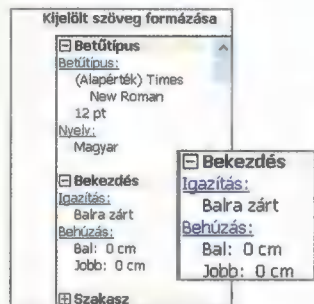 Kijelölt szöveg formázása
Betűtípus
Betűtípus:
(Alapérték) Times
New Roman
12 pt
Nyelv:
Magyar
Bekezdés
Igazítás:
Balra zárt
Behúzás:
Bal: 0 cm
Jobb: 0 cm
Szakasz
Bekezdés
Igazítás:
Balra zárt
Behúzás:
Bal: 0 cm
Jobb: 0 cm